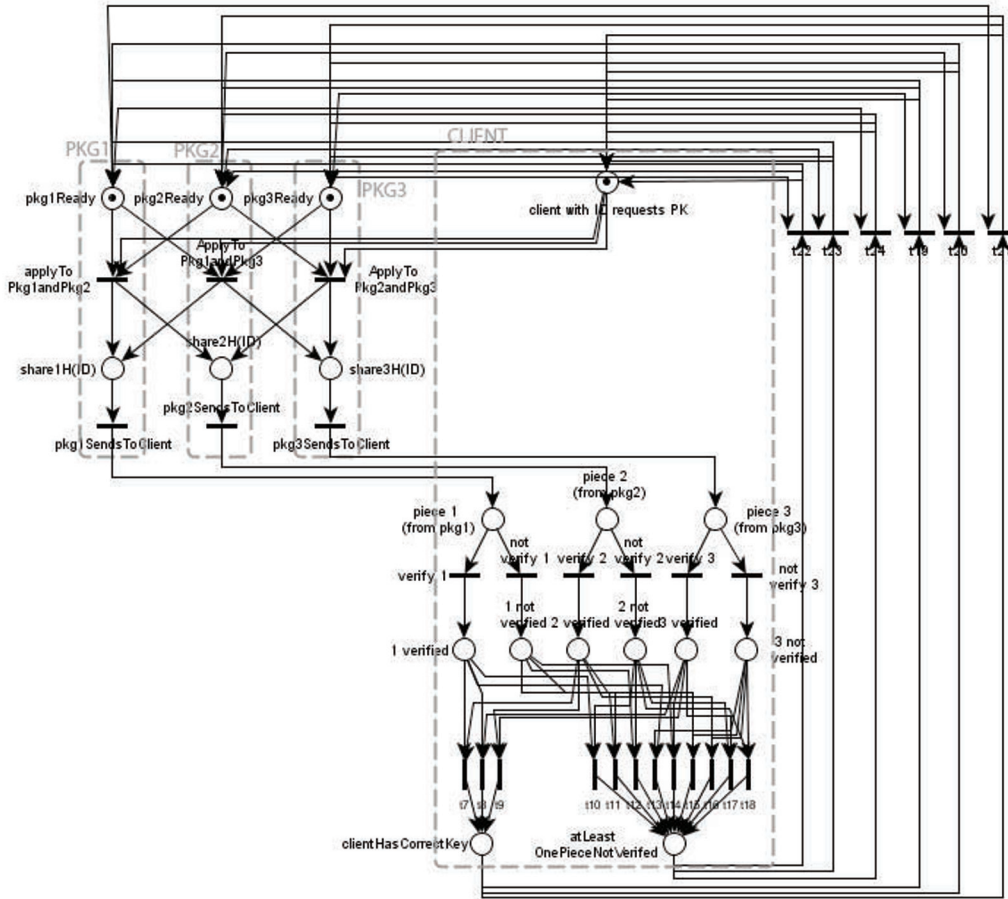 CLIENT
PKG1
PKG2
PKG3
pkg1Ready
pkg2Ready
pkg3Ready
client with ID requests PK
t22
t23
t24
t19
t20
t21
applyTo
Pkg1andPkg2
ApplyTo
Pkg1andPkg3
ApplyTo
Pkg2andPkg3
share1H(ID)
share2H(ID)
share3H(ID)
pkg1SendsToClient
pkg2SendsToClient
pkg3SendsToClient
piece 1
(from pkg1)
piece 2
(from pkg2)
piece 3
(from pkg3)
verify 1
not
verify 1
verify 2
not
verify 2
verify 3
not
verify 3
1 verified
1 not
verified
2 verified
2 not
verified
3 verified
3 not
verified
t7
t8
t9
t10
t11
t12
t13
t14
t15
t16
t17
t18
clientHasCorrectKey
atLeast
OnePieceNotVerifed